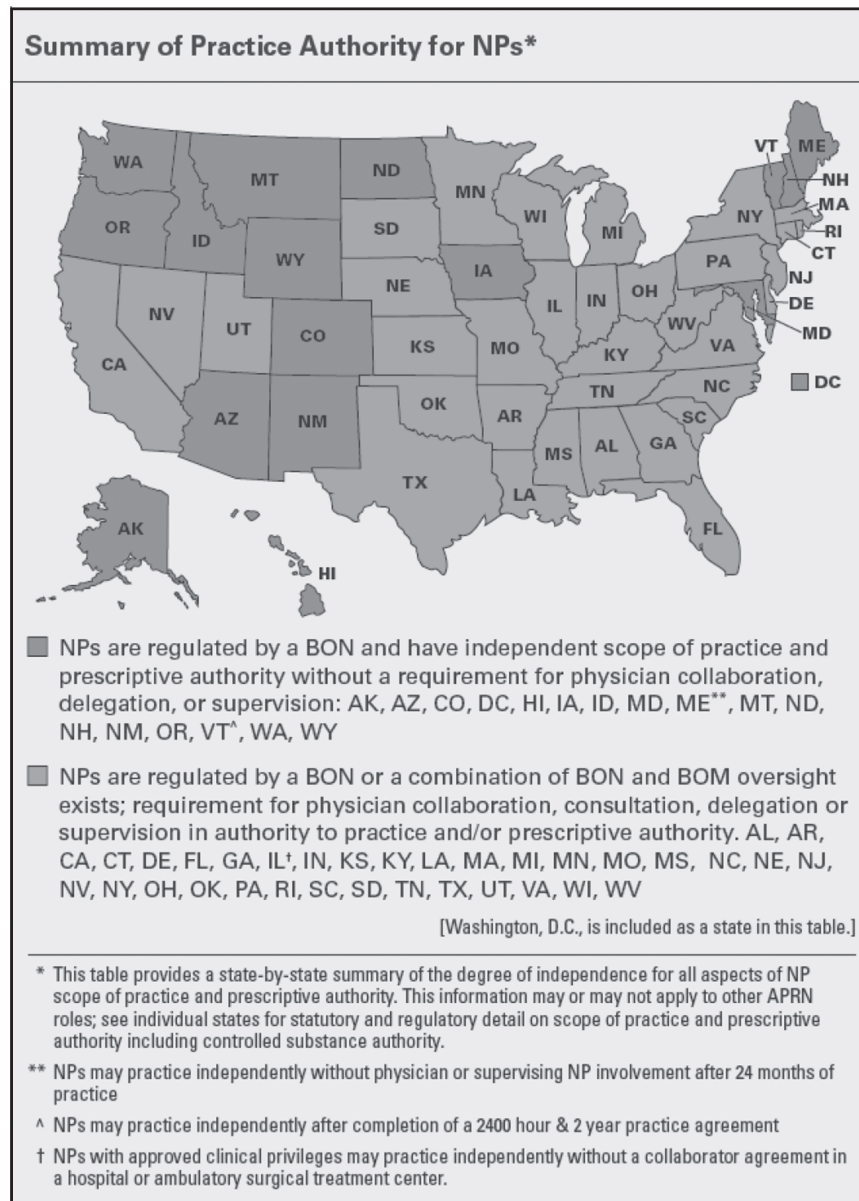 Summary of Practice Authority for NPs*
WA
MT
ND
MN
VT
ME
NH
MA
RI
CT
OR
ID
WY
SD
WI
MI
NY
IA
PA
NJ
NE
DE
MD
NV
UT
CO
IL
IN
OH
WV
VA
CA
KS
MO
KY
DC
NC
TN
AZ
NM
OK
AR
SC
MS
AL
GA
TX
LA
FL
AK
HI
NPs are regulated by a BON and have independent scope of practice and
prescriptive authority without a requirement for physician collaboration,
delegation, or supervision: AK, AZ, CO, DC, HI, IA, ID, MD, ME**, MT, ND,
NH, NM, OR, VT^, WA, WY
NPs are regulated by a BON or a combination of BON and BOM oversight
exists; requirement for physician collaboration, consultation, delegation or
supervision in authority to practice and/or prescriptive authority. AL, AR,
CA, CT, DE, FL, GA, IL†, IN, KS, KY, LA, MA, MI, MN, MO, MS, NC, NE, NJ,
NV, NY, OH, OK, PA, RI, SC, SD, TN, TX, UT, VA, WI, WV
[Washington, D.C., is included as a state in this table.]
* This table provides a state-by-state summary of the degree of independence for all aspects of NP
scope of practice and prescriptive authority. This information may or may not apply to other APRN
roles; see individual states for statutory and regulatory detail on scope of practice and prescriptive
authority including controlled substance authority.
** NPs may practice independently without physician or supervising NP involvement after 24 months of
practice
^ NPs may practice independently after completion of a 2400 hour & 2 year practice agreement
† NPs with approved clinical privileges may practice independently without a collaborator agreement in
a hospital or ambulatory surgical treatment center.